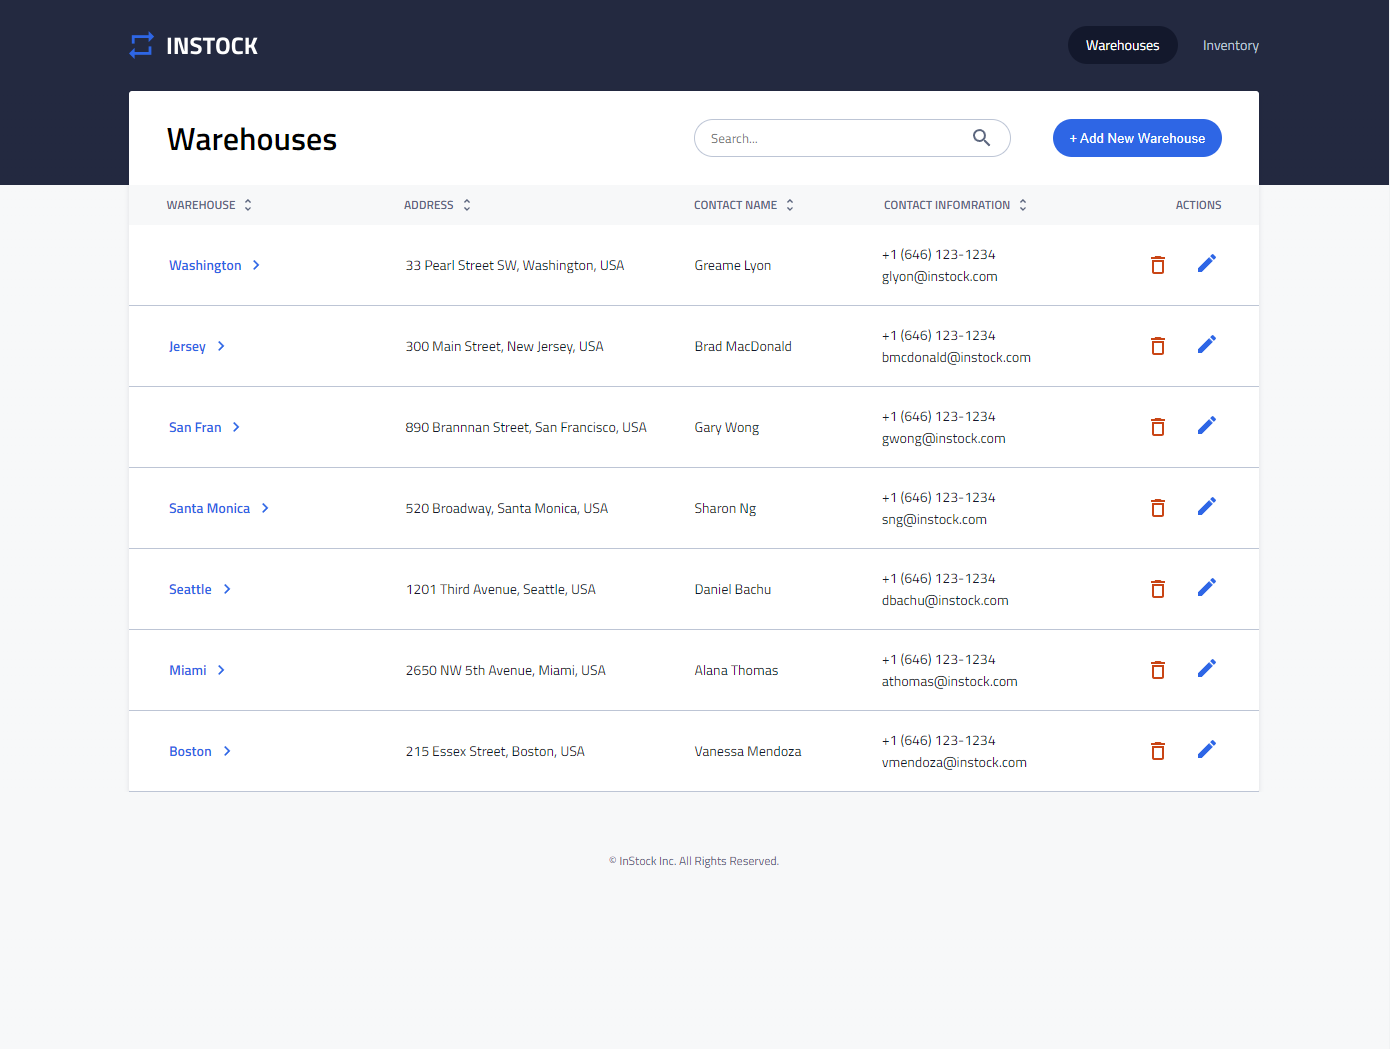 INSTOCK
Warehouses Inventory
Warehouses
Search...
+ Add New Warehouse
WAREHOUSE ADDRESS CONTACT NAME CONTACT INFOMRATION ACTIONS
Washington 33 Pearl Street SW, Washington, USA Greame Lyon
+1 (646) 123-1234
glyon@instock.com
Jersey 300 Main Street, New Jersey, USA Brad MacDonald
+1 (646) 123-1234
bmcdonald@instock.com
San Fran 890 Brannnan Street, San Francisco, USA Gary Wong
+1 (646) 123-1234
gwong@instock.com
Santa Monica 520 Broadway, Santa Monica, USA Sharon Ng
+1 (646) 123-1234
sng@instock.com
Seattle 1201 Third Avenue, Seattle, USA Daniel Bachu
+1 (646) 123-1234
dbachu@instock.com
Miami 2650 NW 5th Avenue, Miami, USA Alana Thomas
+1 (646) 123-1234
athomas@instock.com
Boston 215 Essex Street, Boston, USA Vanessa Mendoza
+1 (646) 123-1234
vmendoza@instock.com
© InStock Inc. All Rights Reserved.